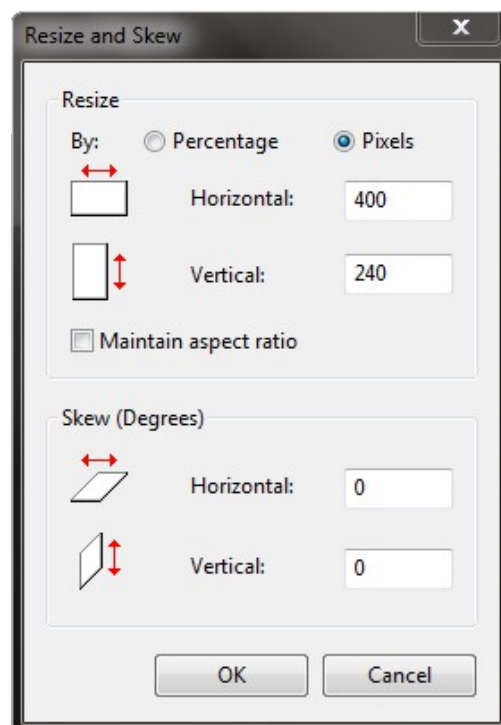 Resize and Skew
Resize
By: Percentage Pixels
Horizontal: 400
Vertical: 240
Maintain aspect ratio
Skew (Degrees)
Horizontal: 0
Vertical: 0
OK Cancel